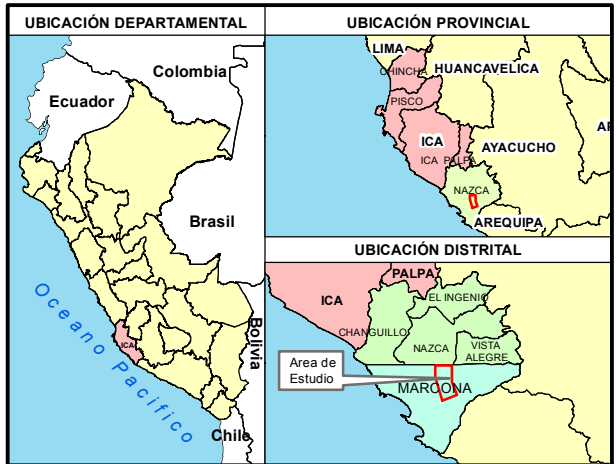 UBICACIÓN DEPARTAMENTAL
Colombia
Ecuador
Brasil
Oceano Pacífico
ICA
Bolivia
Chile
UBICACIÓN PROVINCIAL
LIMA
CHINCHA
HUANCAVELICA
PISCO
ICA
AYACUCHO
ICA
PALPA
NAZCA
AREQUIPA
UBICACIÓN DISTRITAL
PALPA
ICA
EL INGENIO
CHANGUILLO
NAZCA
VISTA
ALEGRE
Area de
Estudio
MARCONA